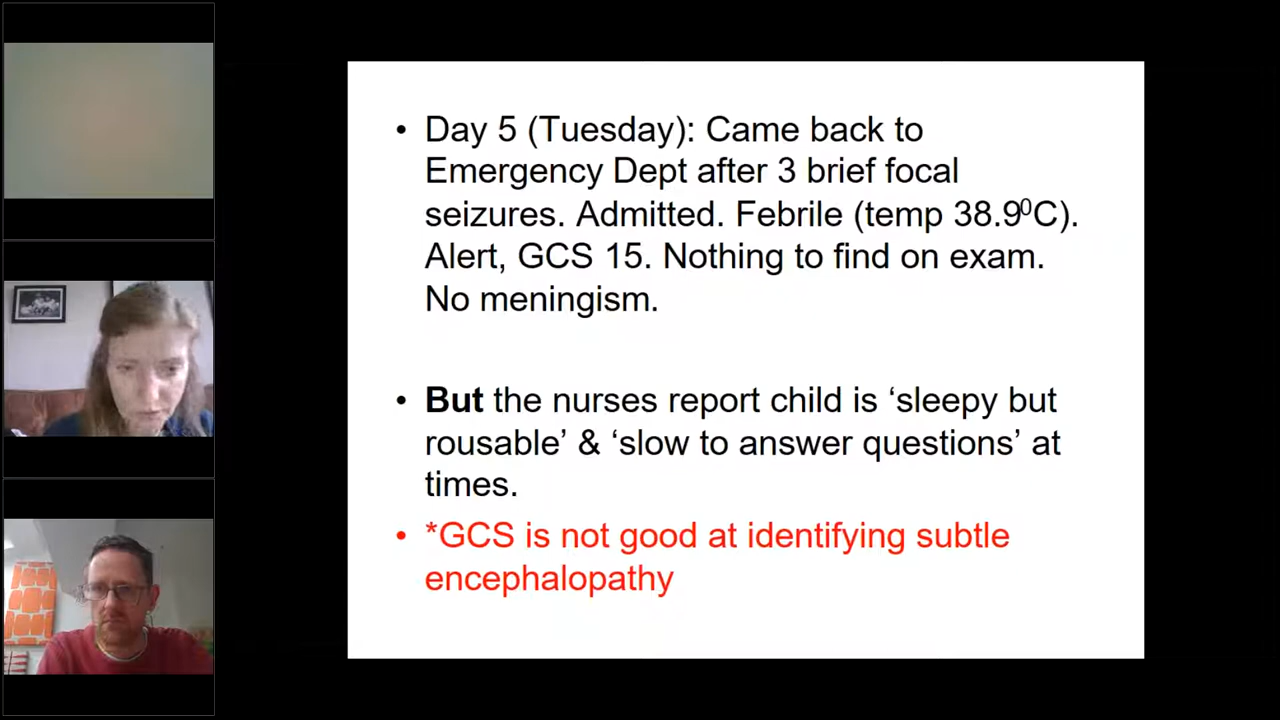 • Day 5 (Tuesday): Came back to
Emergency Dept after 3 brief focal
seizures. Admitted. Febrile (temp 38.9⁰C).
Alert, GCS 15. Nothing to find on exam.
No meningism.
• But the nurses report child is ‘sleepy but
rousable’ & ‘slow to answer questions’ at
times.
• *GCS is not good at identifying subtle
encephalopathy